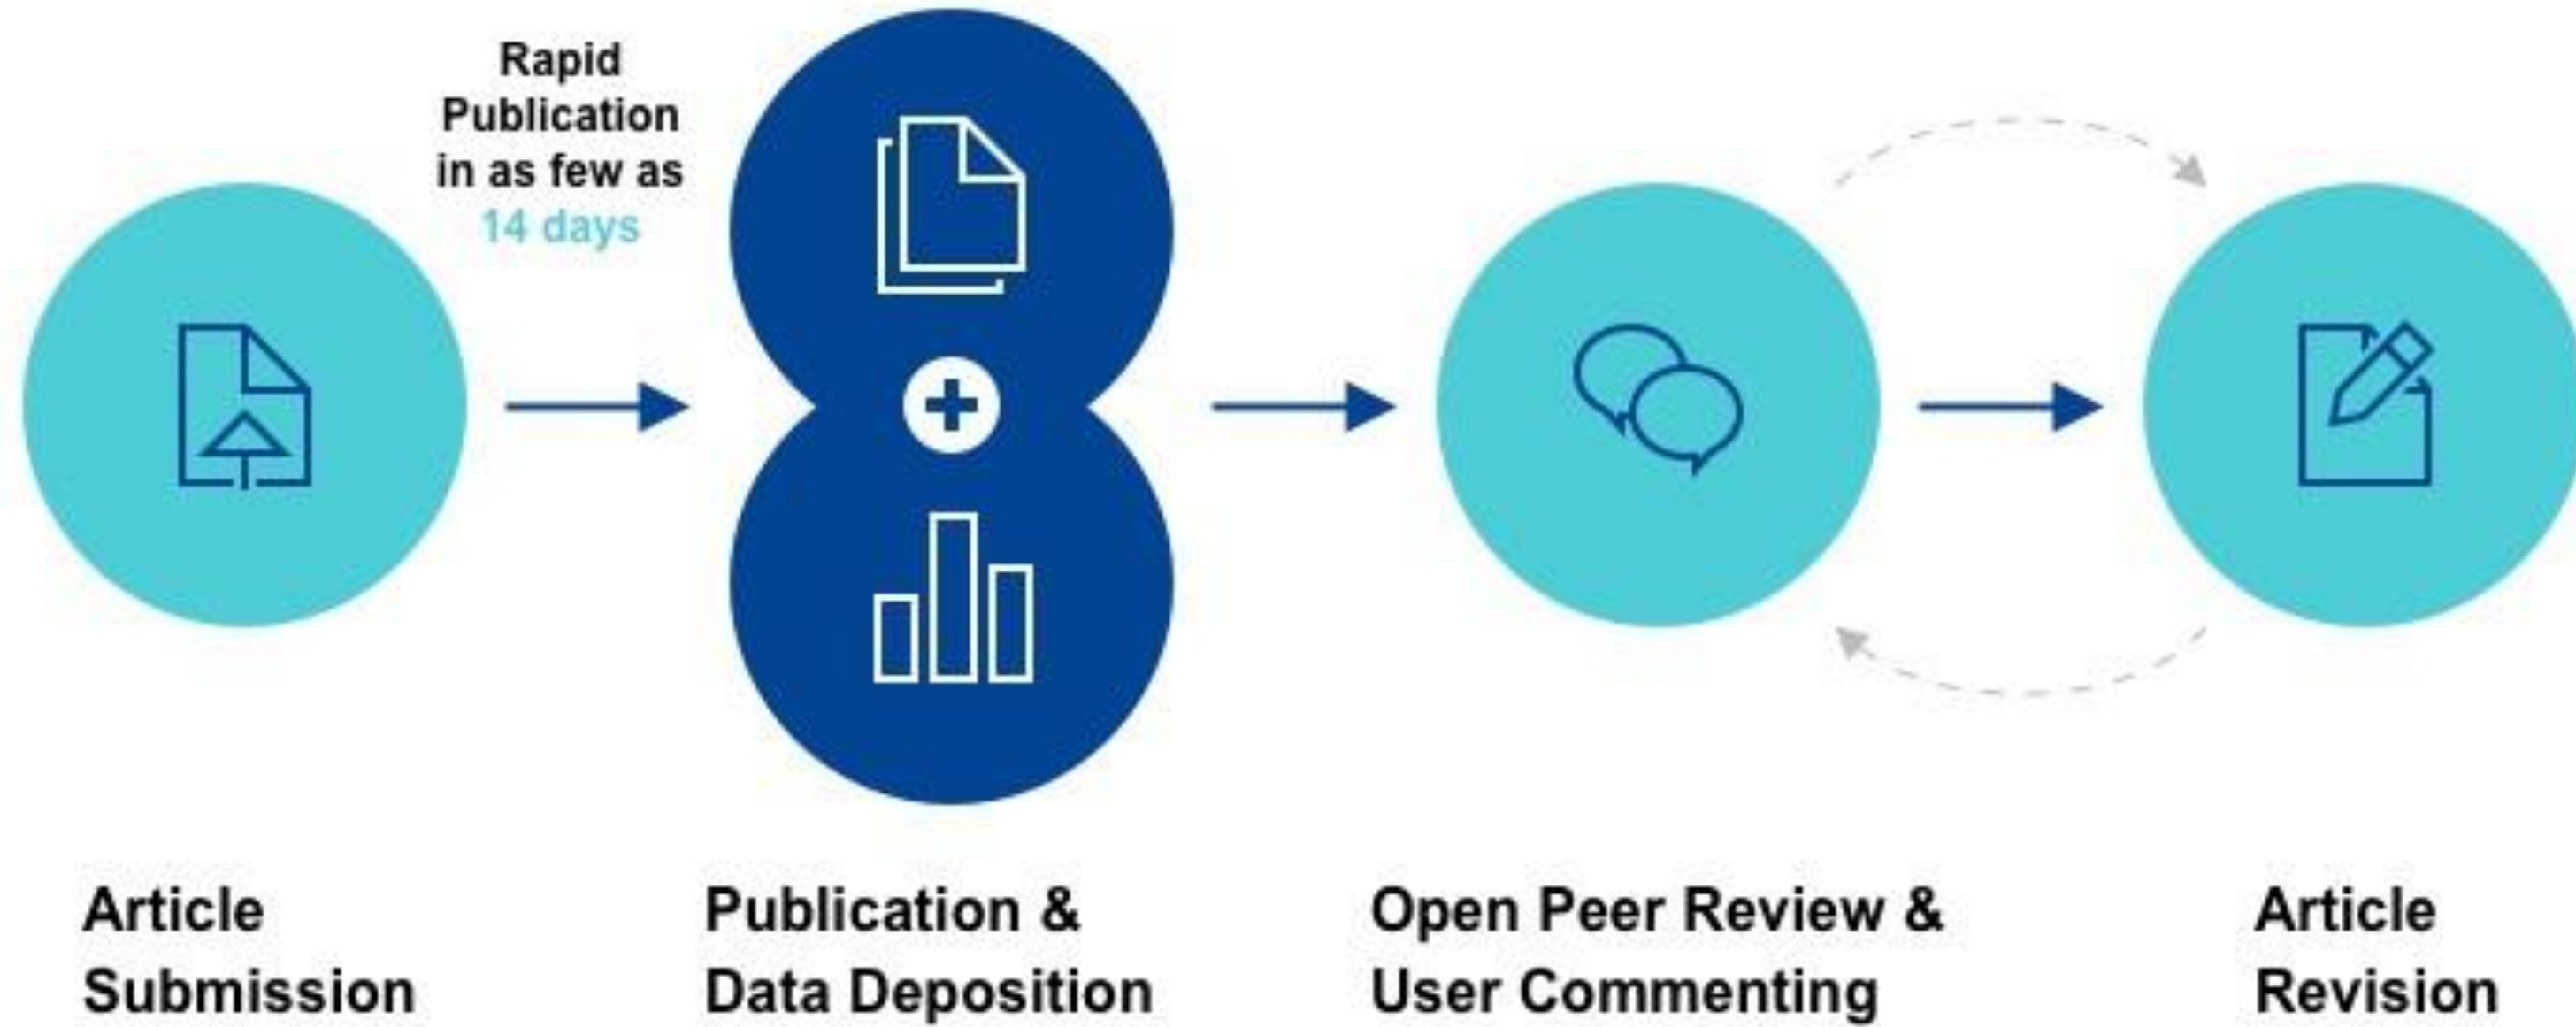 Rapid
Publication
in as few as
14 days
Article
Submission
Publication &
Data Deposition
Open Peer Review &
User Commenting
Article
Revision